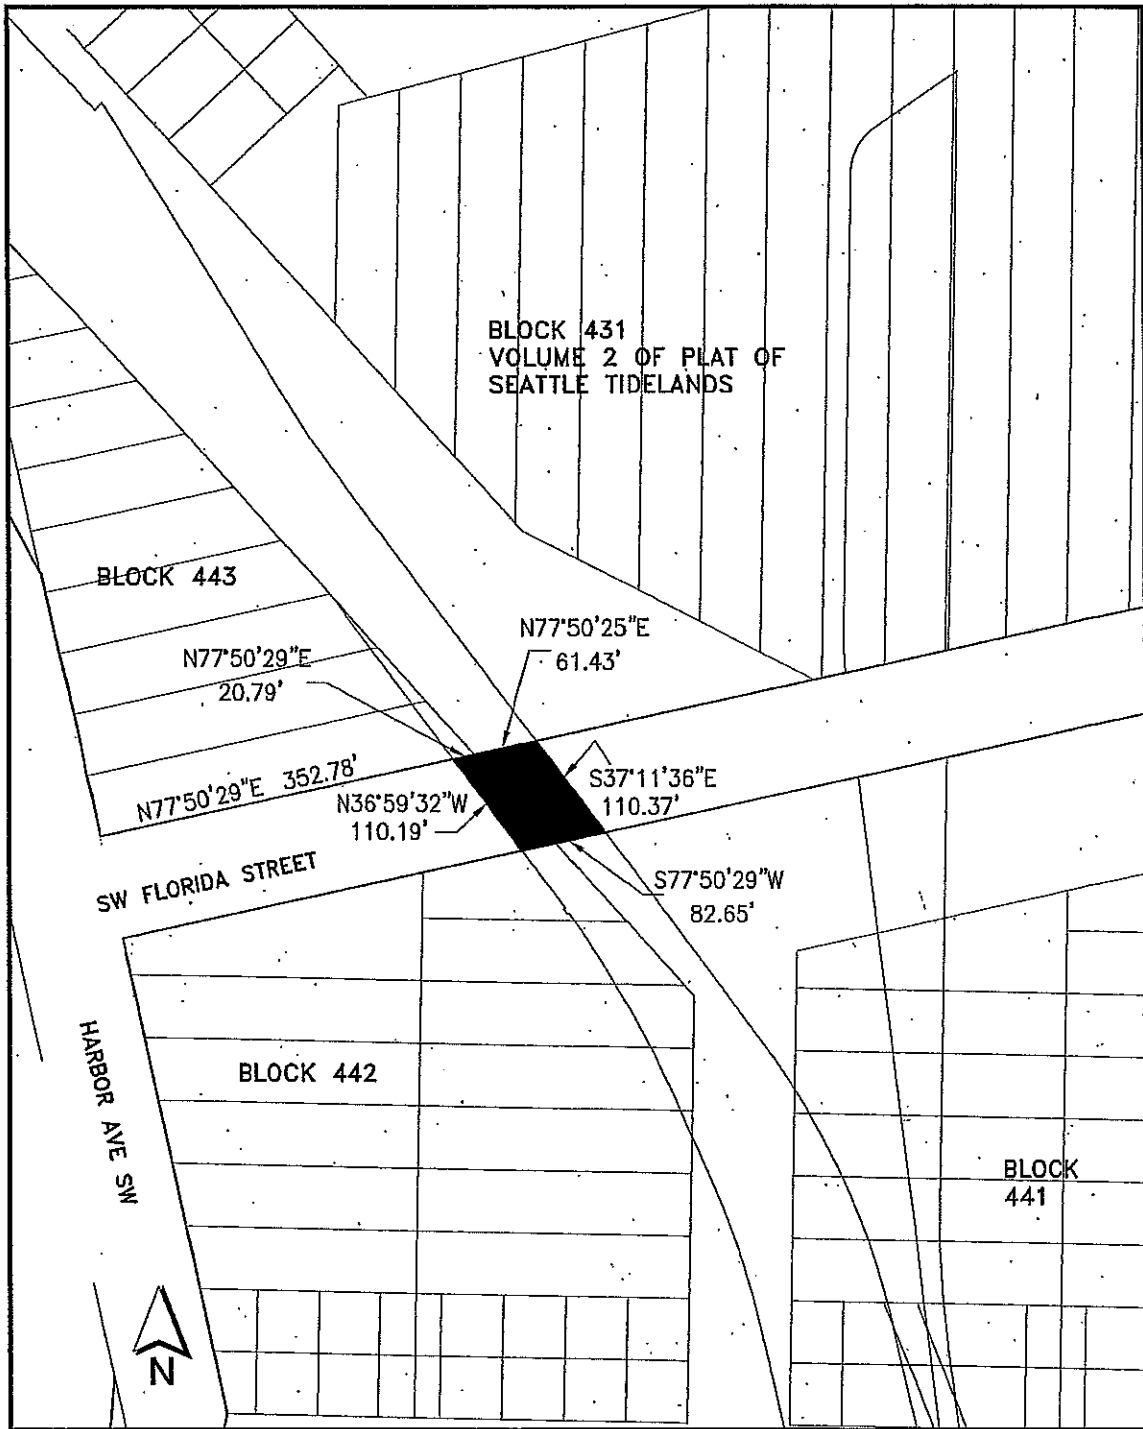 BLOCK 431
VOLUME 2 OF PLAT OF
SEATTLE TIDELANDS
BLOCK 443
N77°50'25"E
61.43'
N77°50'29"E
20.79'
N77°50'29"E 352.78'
N36°59'32"W
110.19'
S37°11'36"E
110.37'
SW FLORIDA STREET
S77°50'29"W
82.65'
HARBOR AVE SW
BLOCK 442
BLOCK
441
N